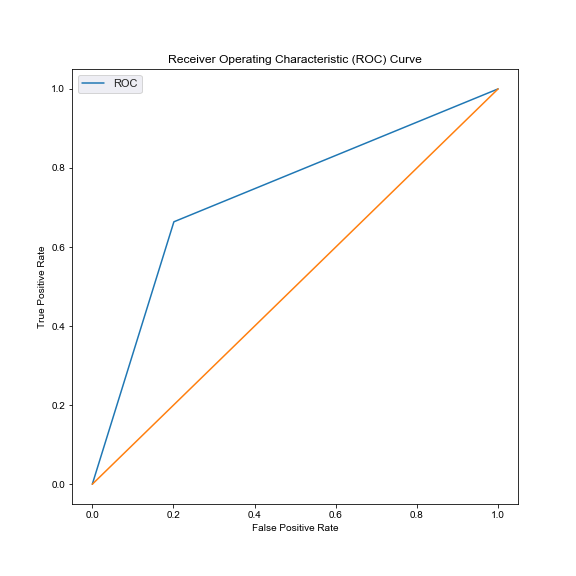 Receiver Operating Characteristic (ROC) Curve
ROC
1.0
0.8
0.6
0.4
0.2
0.0
True Positive Rate
0.0 0.2 0.4 0.6 0.8 1.0
False Positive Rate